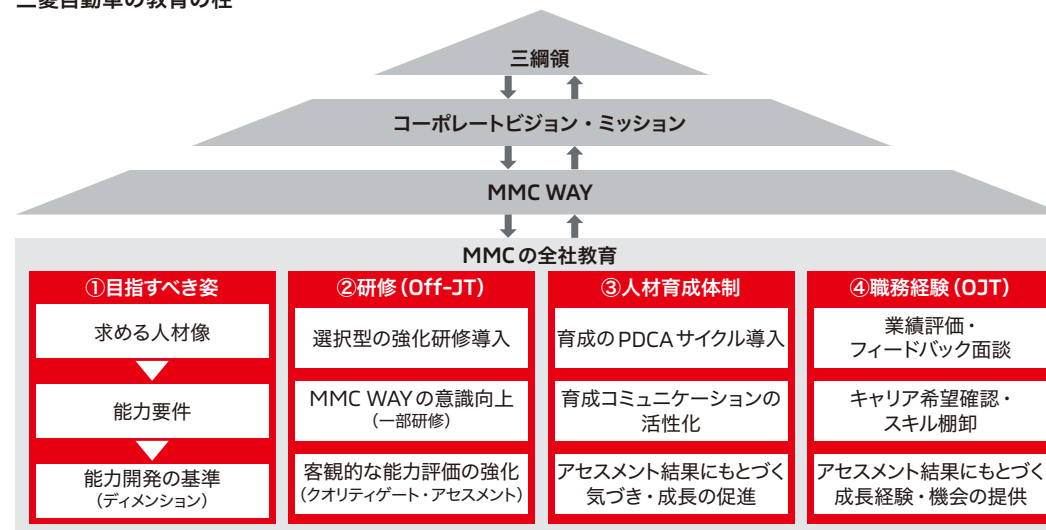 三菱自動車の教育の柱
三綱領
コーポレートビジョン・ミッション
MMC WAY
MMCの全社教育
①目指すべき姿
求める人材像
能力要件
能力開発の基準
(ディメンション)
②研修(Off-JT)
選択型の強化研修導入
MMC WAYの意識向上
(一部研修)
客観的な能力評価の強化
(クオリティゲート・アセスメント)
③人材育成体制
育成のPDCAサイクル導入
育成コミュニケーションの
活性化
アセスメント結果にもとづく
気づき・成長の促進
④職務経験(OJT)
業績評価・
フィードバック面談
キャリア希望確認・
スキル棚卸
アセスメント結果にもとづく
成長経験・機会の提供